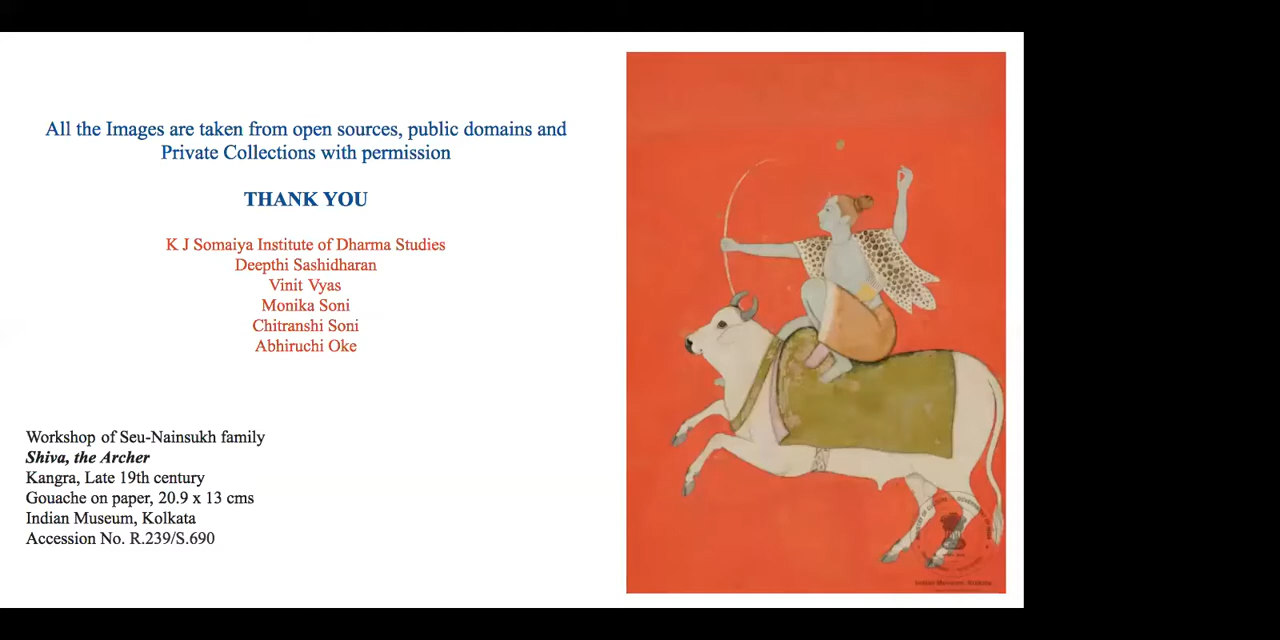 All the Images are taken from open sources, public domains and
Private Collections with permission
THANK YOU
K J Somaiya Institute of Dharma Studies
Deepthi Sashidharan
Vinit Vyas
Monika Soni
Chitranshi Soni
Abhiruchi Oke
Workshop of Seu-Nainsukh family
Shiva, the Archer
Kangra, Late 19th century
Gouache on paper, 20.9 x 13 cms
Indian Museum, Kolkata
Accession No. R.239/S.690
Indian Museum, Kolkata